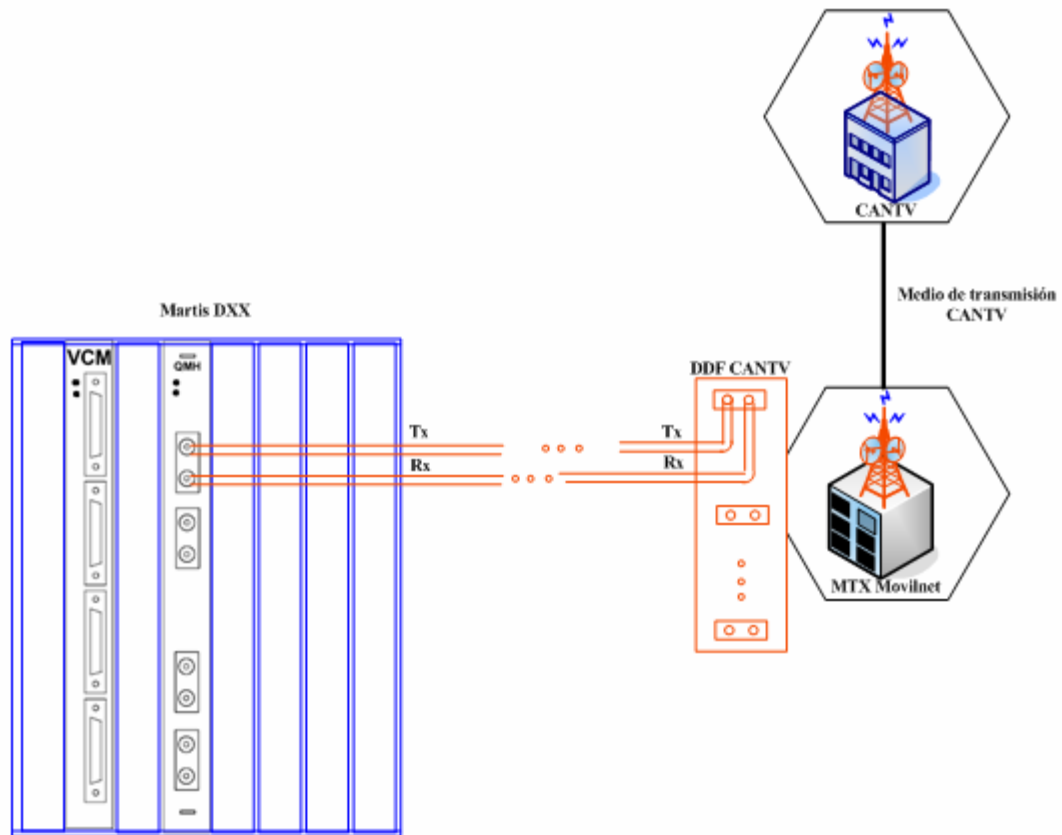 CANTV
Medio de transmisión
CANTV
Martis DXX
VCM
QMH
DDF CANTV
Tx
Tx
Rx
Rx
MTX Movilnet